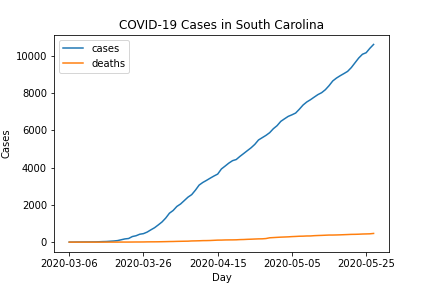 COVID-19 Cases in South Carolina
cases
deaths
10000
8000
6000
4000
2000
0
Cases
2020-03-06 2020-03-26 2020-04-15 2020-05-05 2020-05-25
Day